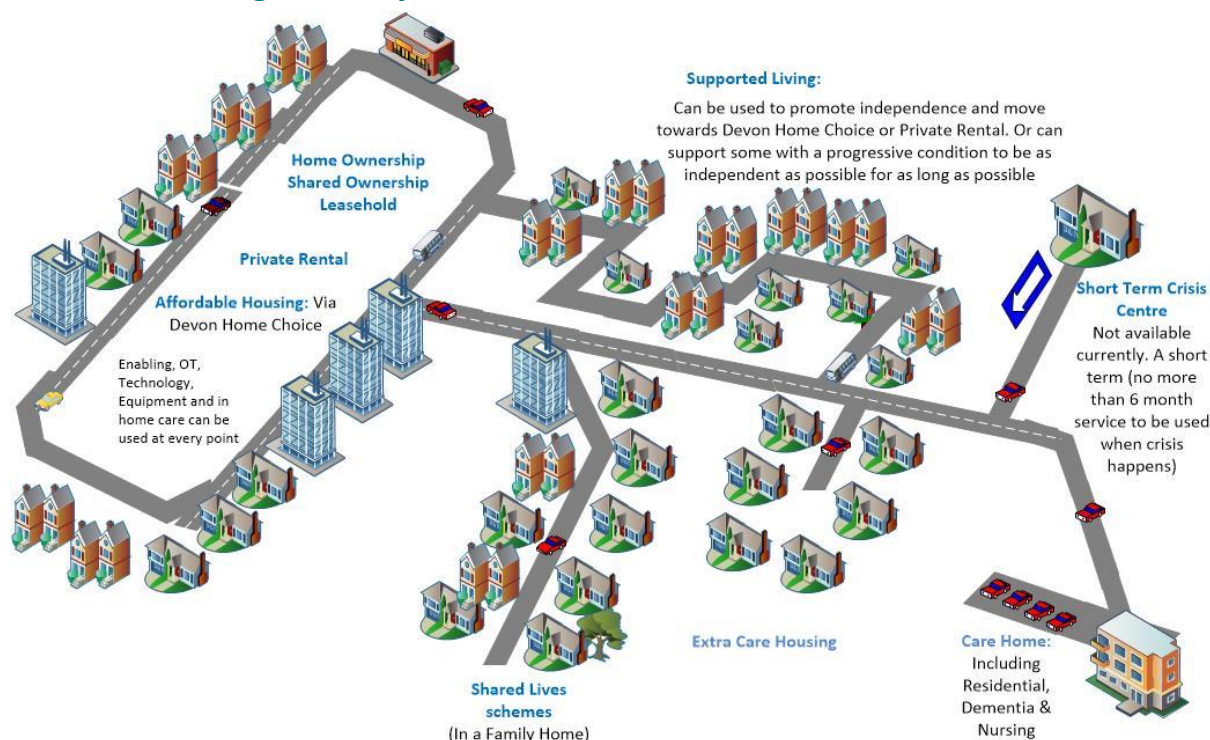 Supported Living:
Can be used to promote independence and move
towards Devon Home Choice or Private Rental. Or can
support some with a progressive condition to be as
independent as possible for as long as possible
Home Ownership
Shared Ownership
Leasehold
Private Rental
Affordable Housing: Via
Devon Home Choice
Enabling, OT,
Technology,
Equipment and in
home care can be
used at every point
Short Term Crisis
Centre
Not available
currently. A short
term (no more
than 6 month
service to be used
when crisis
happens)
Extra Care Housing
Care Home:
Including
Residential,
Dementia &
Nursing
Shared Lives
schemes
(In a Family Home)